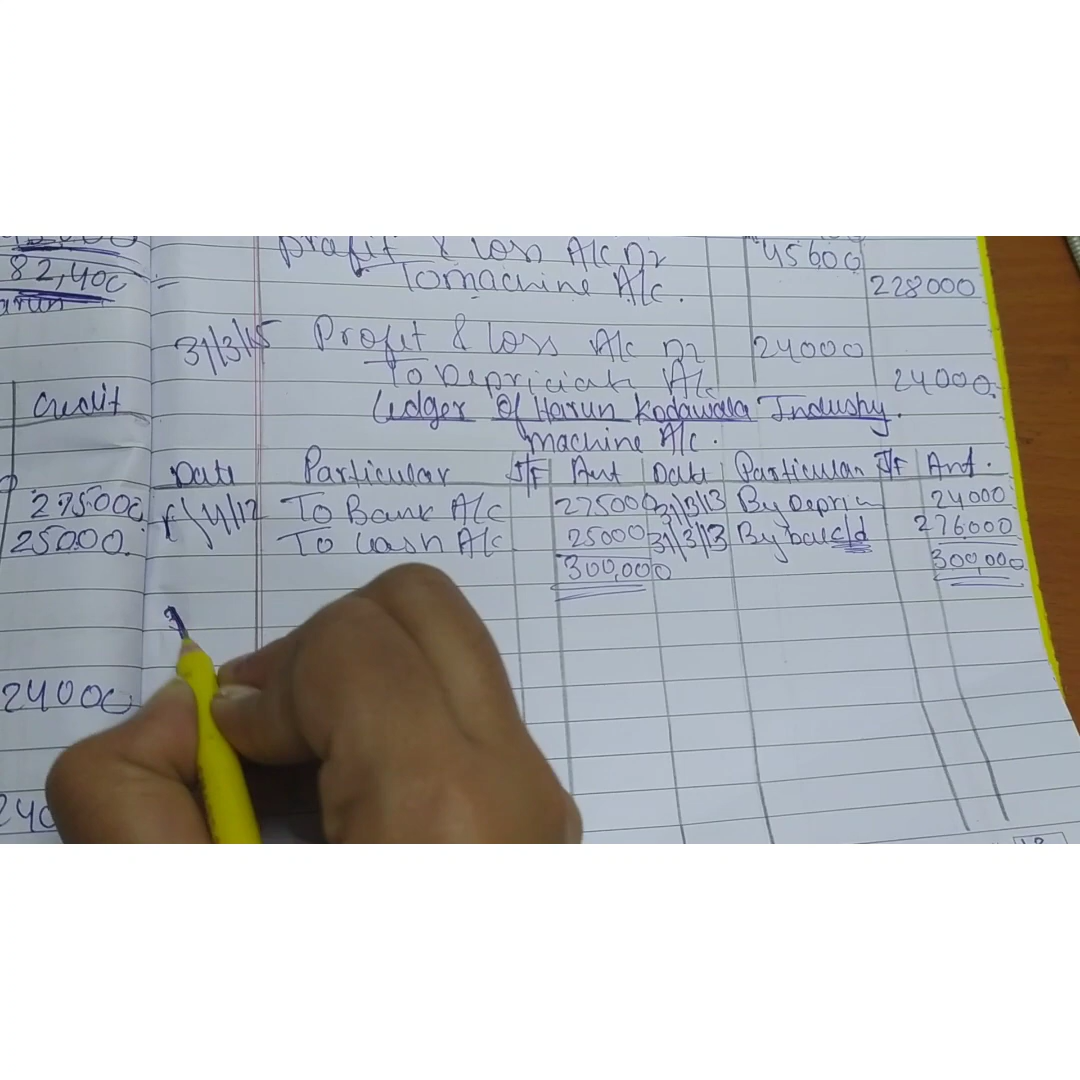 82,400
Profit & loss A/c Dr 45600
To machine A/c. 228000
31/3/15 Profit & loss A/c Dr 24000
To Depriciate A/c 24000.
Credit
Ledger Of Harun Kodawala Industry.
machine A/c.
Date Particular J/F Amt Date Particular J/F Amt.
275000 1/4/12 To Bank A/c 275000 31/3/13 By Depria 24000
25000. To Cash A/c 25000 31/3/13 By bal c/d 276000
300,000 300,000
24000